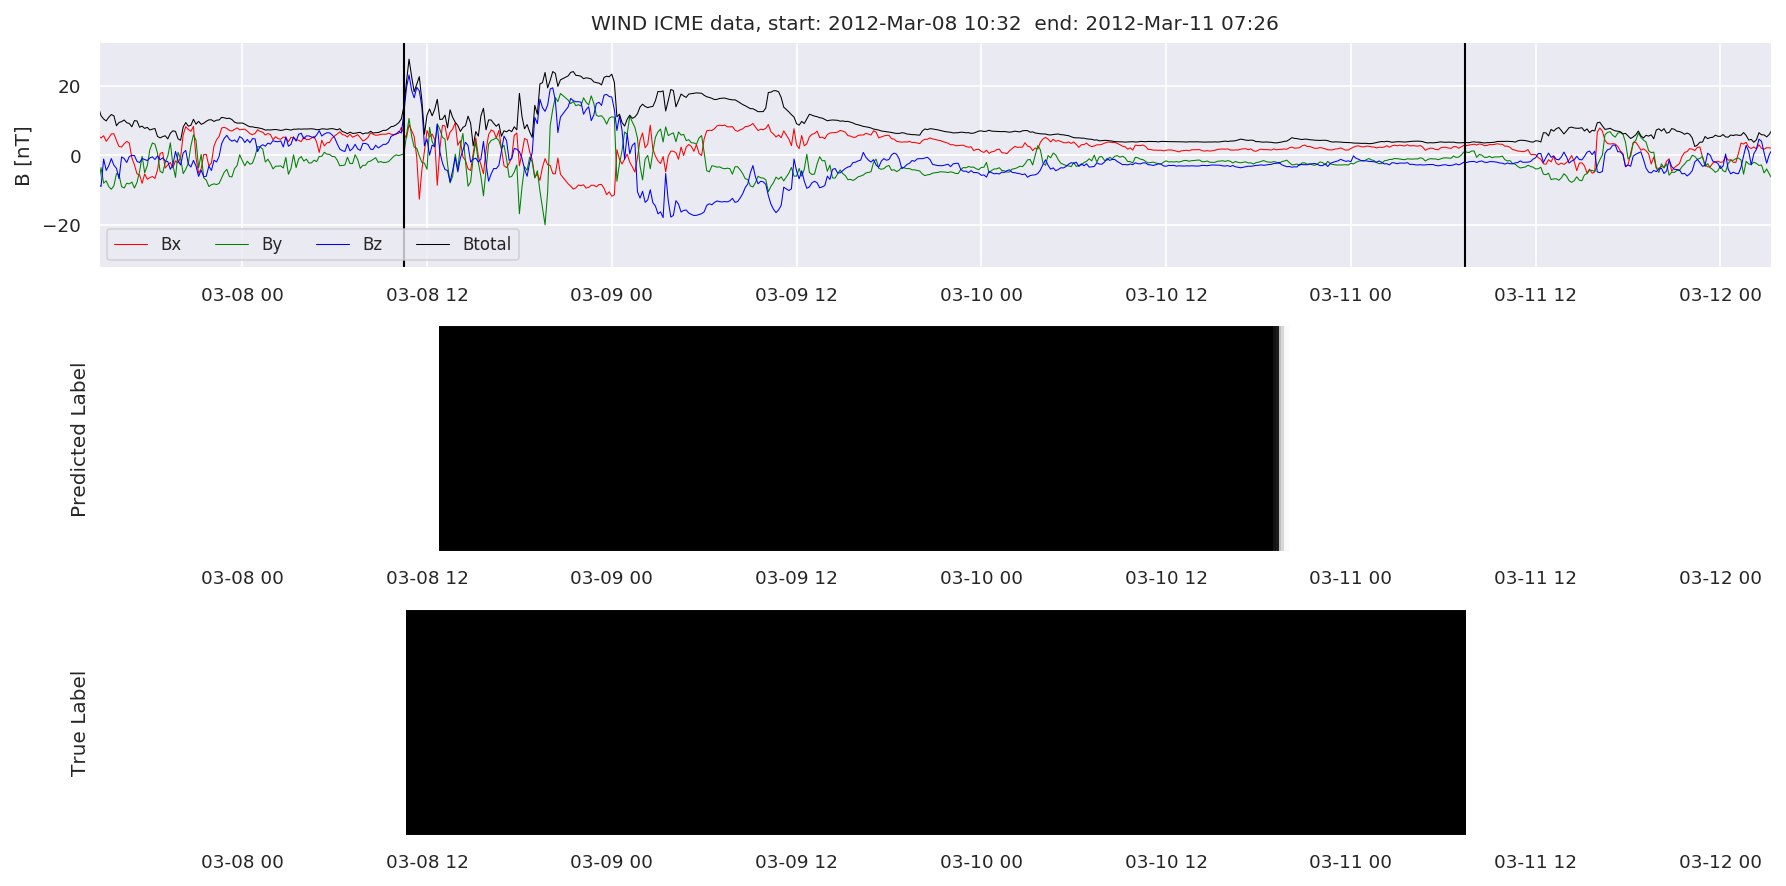 WIND ICME data, start: 2012-Mar-08 10:32  end: 2012-Mar-11 07:26
B [nT]
20
0
−20
Bx By Bz Btotal
03-08 00 03-08 12 03-09 00 03-09 12 03-10 00 03-10 12 03-11 00 03-11 12 03-12 00
Predicted Label
03-08 00 03-08 12 03-09 00 03-09 12 03-10 00 03-10 12 03-11 00 03-11 12 03-12 00
True Label
03-08 00 03-08 12 03-09 00 03-09 12 03-10 00 03-10 12 03-11 00 03-11 12 03-12 00